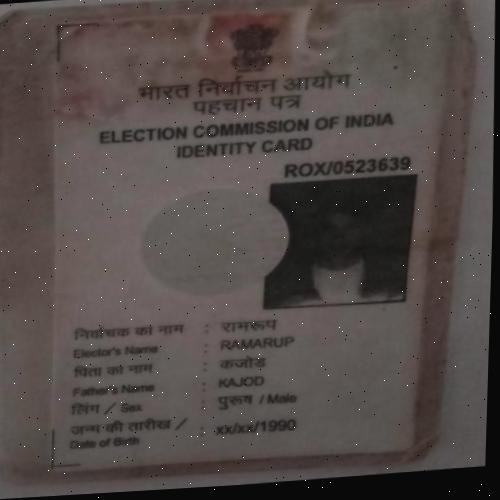 भारत निर्वाचन आयोग
पहचान पत्र
ELECTION COMMISSION OF INDIA
IDENTITY CARD
ROX/0523639
निर्वाचक का नाम : रामरूप
Elector's Name : RAMARUP
पिता का नाम : कजोड
Father's Name : KAJOD
लिंग / Sex : पुरूष / Male
जन्म की तारीख / : xx/xx/1990
Date of Birth